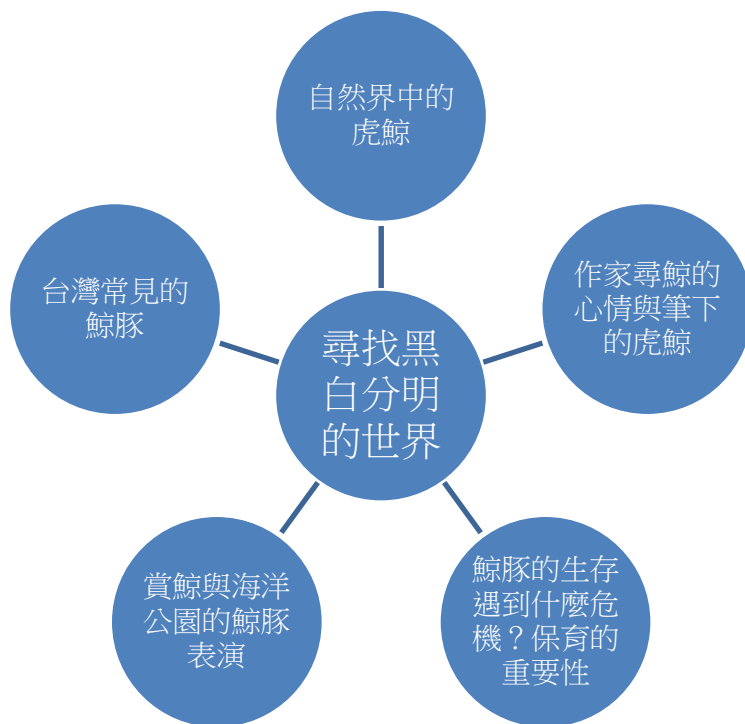 自然界中的
虎鯨
作家尋鯨的
心情與筆下
的虎鯨
鯨豚的生存
遇到什麼危
機？保育的
重要性
賞鯨與海洋
公園的鯨豚
表演
台灣常見的
鯨豚
尋找黑
白分明
的世界